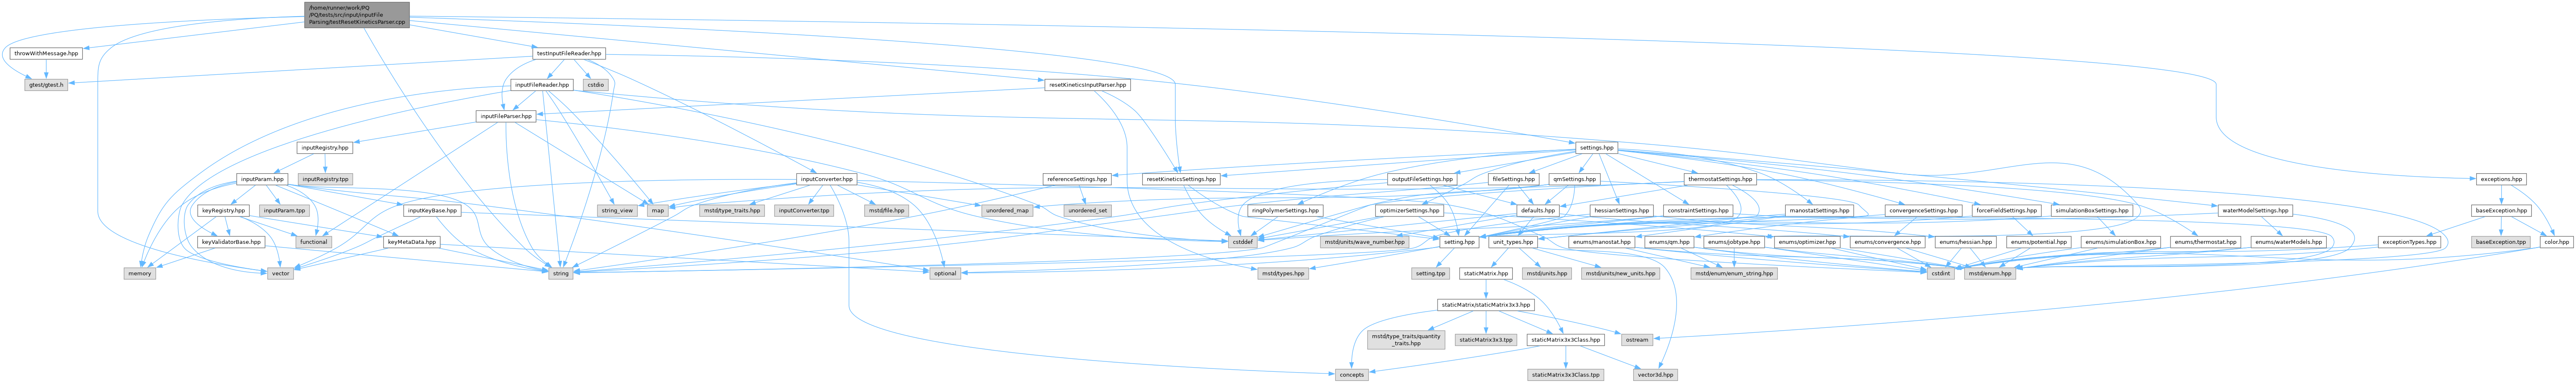 /home/runner/work/PQ
/PQ/tests/src/input/inputFile
Parsing/testResetKineticsParser.cpp
throwWithMessage.hpp
testInputFileReader.hpp
gtest/gtest.h
inputFileReader.hpp
cstdio
resetKineticsInputParser.hpp
inputFileParser.hpp
inputRegistry.hpp
settings.hpp
inputParam.hpp
inputRegistry.tpp
inputConverter.hpp
referenceSettings.hpp
resetKineticsSettings.hpp
outputFileSettings.hpp
fileSettings.hpp
qmSettings.hpp
thermostatSettings.hpp
exceptions.hpp
keyRegistry.hpp
inputParam.tpp
inputKeyBase.hpp
string_view
map
mstd/type_traits.hpp
inputConverter.tpp
mstd/file.hpp
unordered_map
unordered_set
ringPolymerSettings.hpp
optimizerSettings.hpp
defaults.hpp
hessianSettings.hpp
constraintSettings.hpp
manostatSettings.hpp
convergenceSettings.hpp
forceFieldSettings.hpp
simulationBoxSettings.hpp
waterModelSettings.hpp
baseException.hpp
keyValidatorBase.hpp
functional
keyMetaData.hpp
cstddef
mstd/units/wave_number.hpp
setting.hpp
unit_types.hpp
enums/manostat.hpp
enums/qm.hpp
enums/jobtype.hpp
enums/optimizer.hpp
enums/convergence.hpp
enums/hessian.hpp
enums/potential.hpp
enums/simulationBox.hpp
enums/thermostat.hpp
enums/waterModels.hpp
exceptionTypes.hpp
baseException.tpp
color.hpp
memory
vector
string
optional
mstd/types.hpp
setting.tpp
staticMatrix.hpp
mstd/units.hpp
mstd/units/new_units.hpp
mstd/enum/enum_string.hpp
cstdint
mstd/enum.hpp
staticMatrix/staticMatrix3x3.hpp
mstd/type_traits/quantity
_traits.hpp
staticMatrix3x3.tpp
staticMatrix3x3Class.hpp
ostream
concepts
staticMatrix3x3Class.tpp
vector3d.hpp